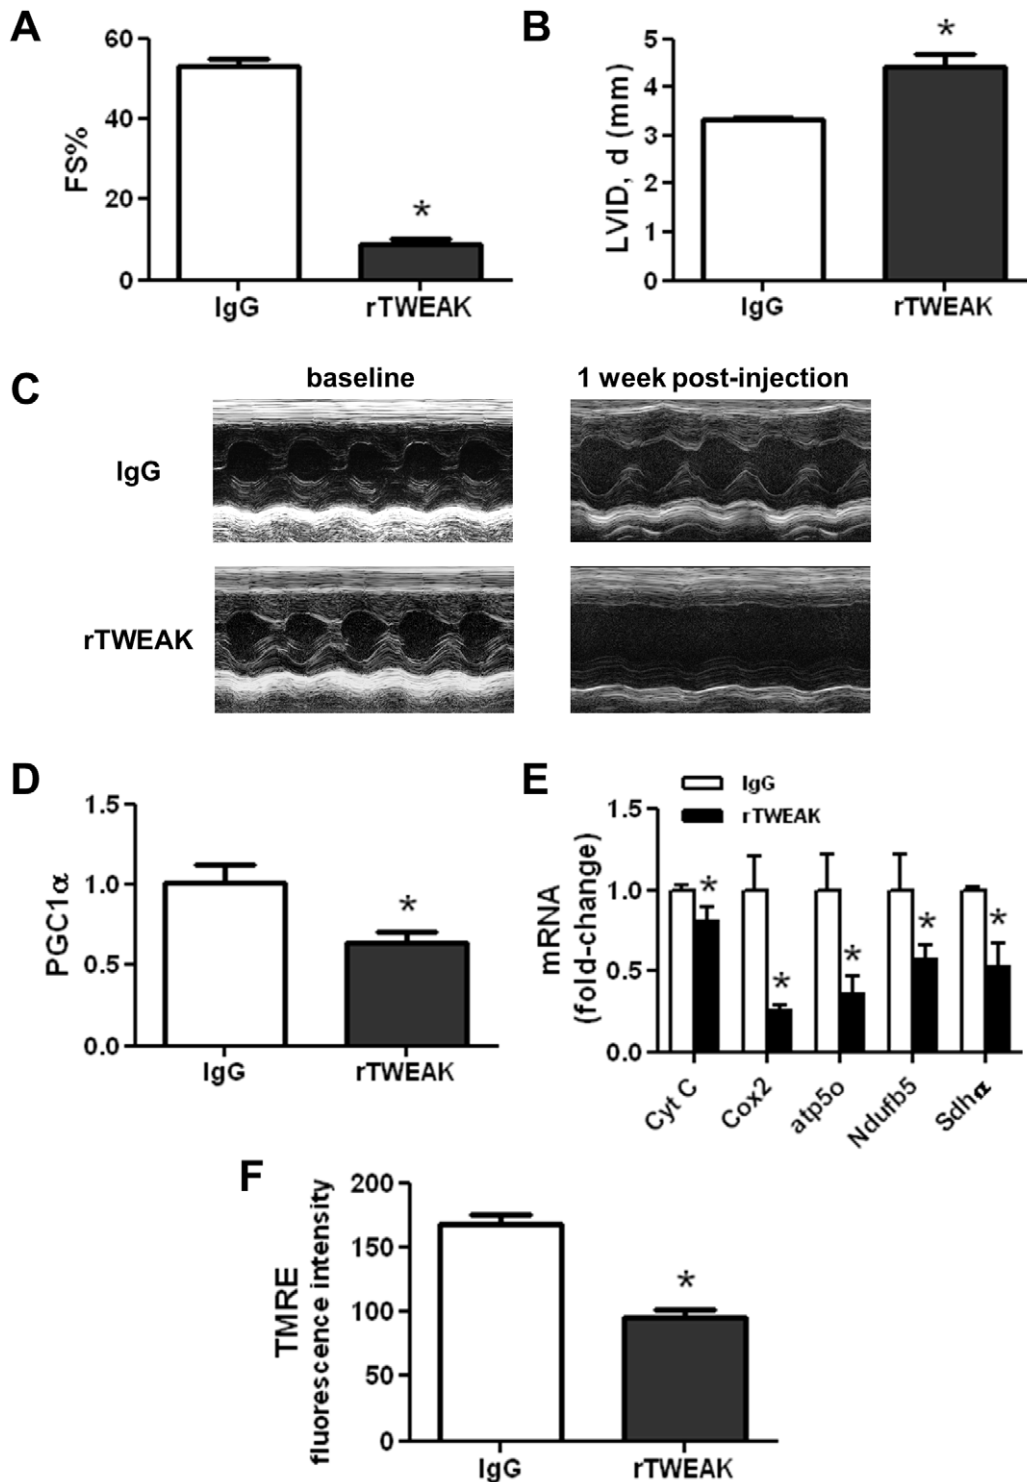 A
60
40
20
0
FS%
*
IgG
rTWEAK
B
5
4
3
2
1
0
LVID, d (mm)
*
IgG
rTWEAK
C
baseline
1 week post-injection
IgG
rTWEAK
D
1.5
1.0
0.5
0.0
PGC1α
*
IgG
rTWEAK
E
IgG
rTWEAK
1.5
1.0
0.5
0.0
mRNA
(fold-change)
*
*
*
*
*
Cyt C
Cox2
atp5o
Ndufb5
Sdhα
F
200
150
100
50
0
TMRE
fluorescence intensity
*
IgG
rTWEAK